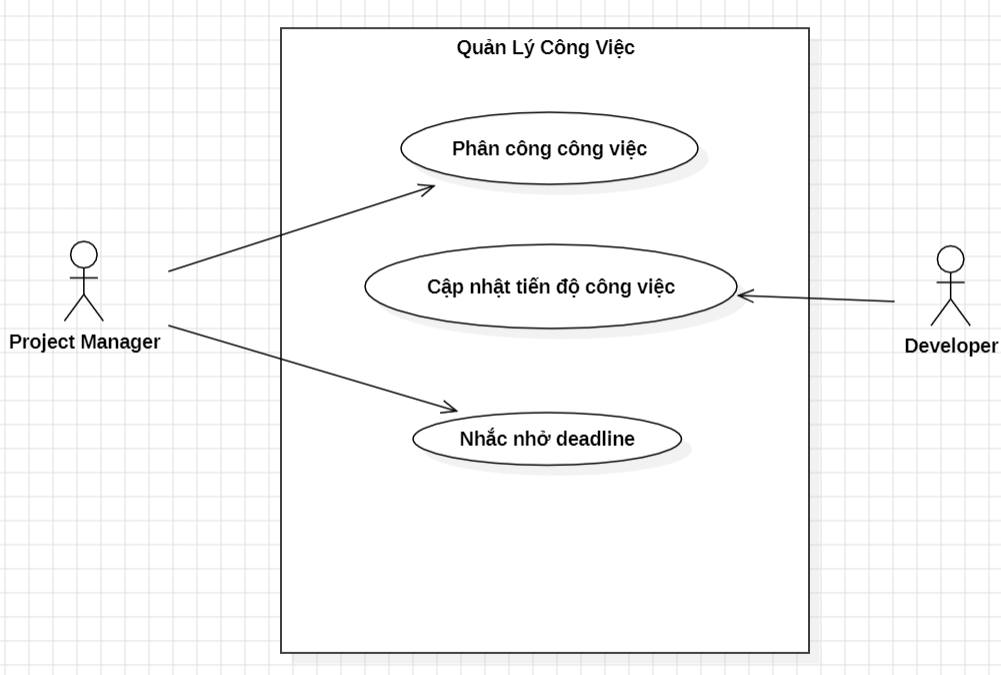 Quản Lý Công Việc
Phân công công việc
Cập nhật tiến độ công việc
Nhắc nhở deadline
Project Manager
Developer